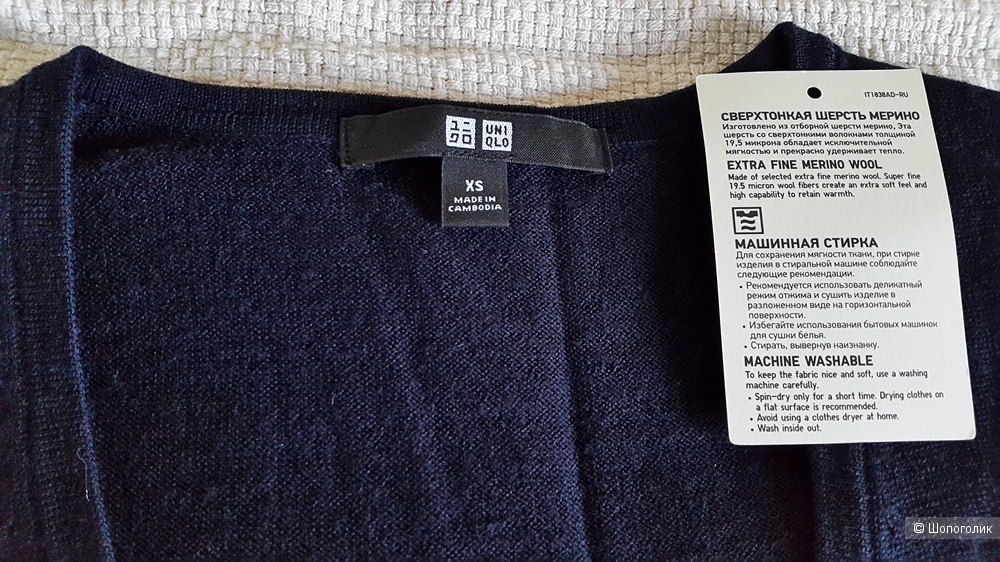 ユニ
クロ
UNI
QLO
XS
MADE IN
CAMBODIA
IT1838AD-RU
СВЕРХТОНКАЯ ШЕРСТЬ МЕРИНО
Изготовлено из отборной шерсти мерино, Эта
шерсть со сверхтонкими волокнами толщиной
19,5 микрона обладает исключительной
мягкостью и прекрасно удерживает тепло.
EXTRA FINE MERINO WOOL
Made of selected extra fine merino wool. Super fine
19.5 micron wool fibers create an extra soft feel and
high capability to retain warmth.
МАШИННАЯ СТИРКА
Для сохранения мягкости ткани, при стирке
изделия в стиральной машине соблюдайте
следующие рекомендации.
• Рекомендуется использовать деликатный
режим отжима и сушить изделие в
разложенном виде на горизонтальной
поверхности.
• Избегайте использования бытовых машинок
для сушки белья.
• Стирать, вывернув наизнанку.
MACHINE WASHABLE
To keep the fabric nice and soft, use a washing
machine carefully.
• Spin-dry only for a short time. Drying clothes on
a flat surface is recommended.
• Avoid using a clothes dryer at home.
• Wash inside out.
© Шопоголик